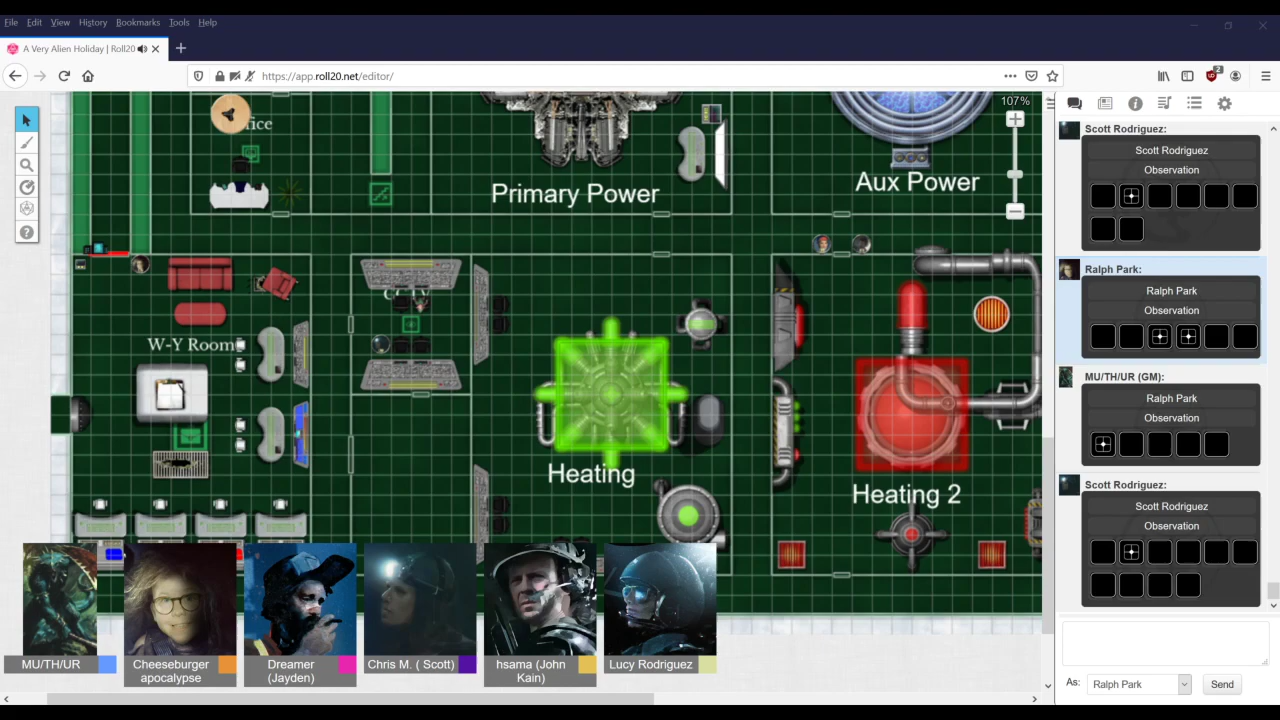 File Edit View History Bookmarks Tools Help
A Very Alien Holiday | Roll20
https://app.roll20.net/editor/
2
107%
Primary Power
Aux Power
W-Y Room
Heating
Heating 2
MU/TH/UR
Cheeseburger
apocalypse
Dreamer
(Jayden)
Chris M. ( Scott)
hsama (John
Kain)
Lucy Rodriguez
Scott Rodriguez:
Scott Rodriguez
Observation
Ralph Park:
Ralph Park
Observation
MU/TH/UR (GM):
Ralph Park
Observation
Scott Rodriguez:
Scott Rodriguez
Observation
As:
Ralph Park
Send